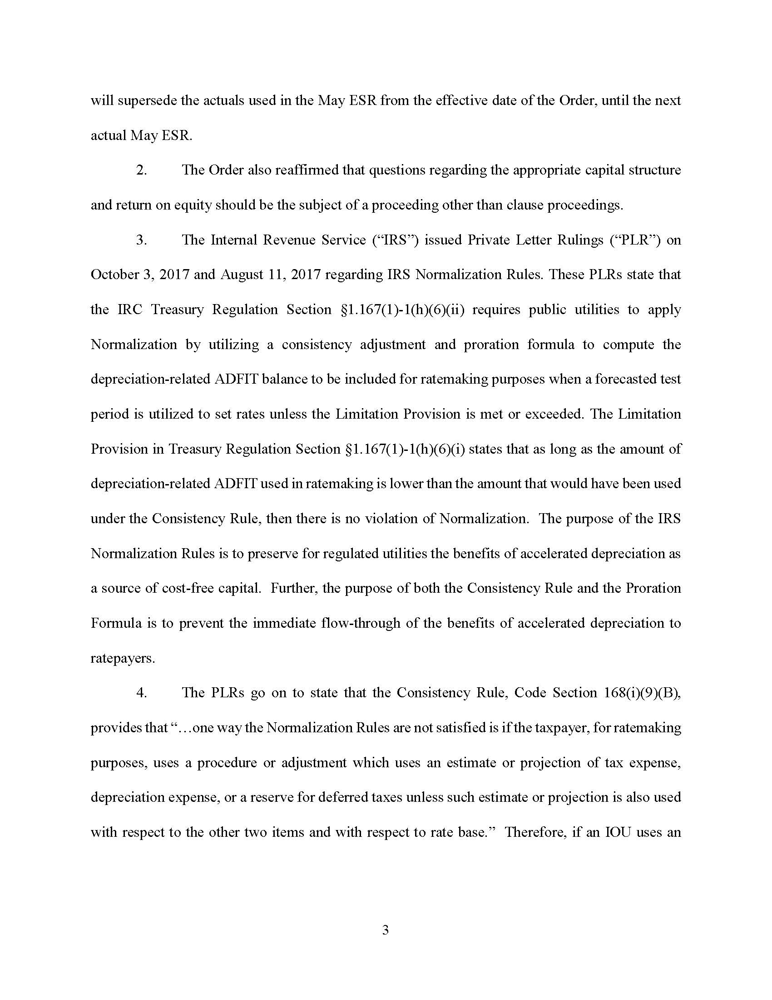 will supersede the actuals used in the May ESR from the effective date of the Order, until the next
actual May ESR.
2. The Order also reaffirmed that questions regarding the appropriate capital structure
and return on equity should be the subject of a proceeding other than clause proceedings.
3. The Internal Revenue Service (“IRS”) issued Private Letter Rulings (“PLR”) on
October 3, 2017 and August 11, 2017 regarding IRS Normalization Rules. These PLRs state that
the IRC Treasury Regulation Section §1.167(1)-1(h)(6)(ii) requires public utilities to apply
Normalization by utilizing a consistency adjustment and proration formula to compute the
depreciation-related ADFIT balance to be included for ratemaking purposes when a forecasted test
period is utilized to set rates unless the Limitation Provision is met or exceeded. The Limitation
Provision in Treasury Regulation Section §1.167(1)-1(h)(6)(i) states that as long as the amount of
depreciation-related ADFIT used in ratemaking is lower than the amount that would have been used
under the Consistency Rule, then there is no violation of Normalization.  The purpose of the IRS
Normalization Rules is to preserve for regulated utilities the benefits of accelerated depreciation as
a source of cost-free capital.  Further, the purpose of both the Consistency Rule and the Proration
Formula is to prevent the immediate flow-through of the benefits of accelerated depreciation to
ratepayers.
4. The PLRs go on to state that the Consistency Rule, Code Section 168(i)(9)(B),
provides that “…one way the Normalization Rules are not satisfied is if the taxpayer, for ratemaking
purposes, uses a procedure or adjustment which uses an estimate or projection of tax expense,
depreciation expense, or a reserve for deferred taxes unless such estimate or projection is also used
with respect to the other two items and with respect to rate base.”  Therefore, if an IOU uses an
3